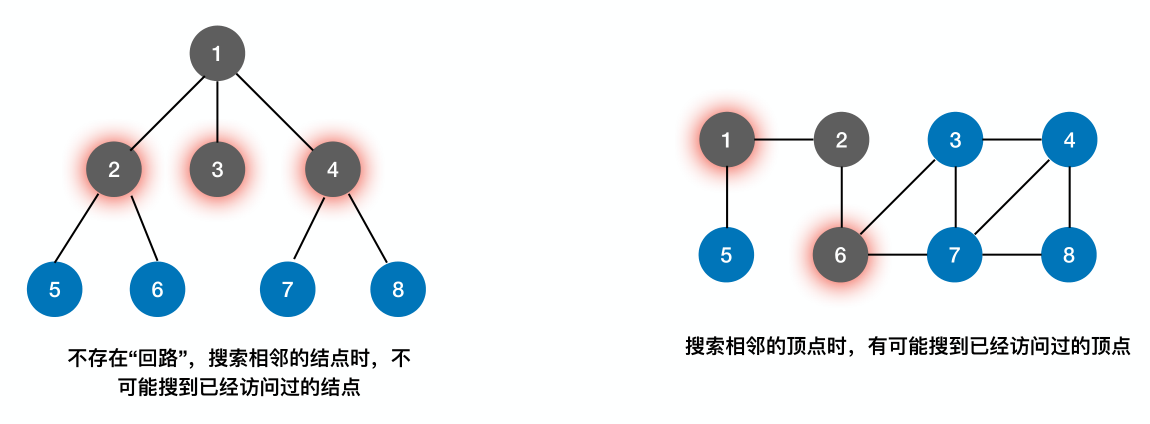 1
2 3 4
5 6 7 8
不存在“回路”，搜索相邻的结点时，不
可能搜到已经访问过的结点
1 2 3 4
5 6 7 8
搜索相邻的顶点时，有可能搜到已经访问过的顶点